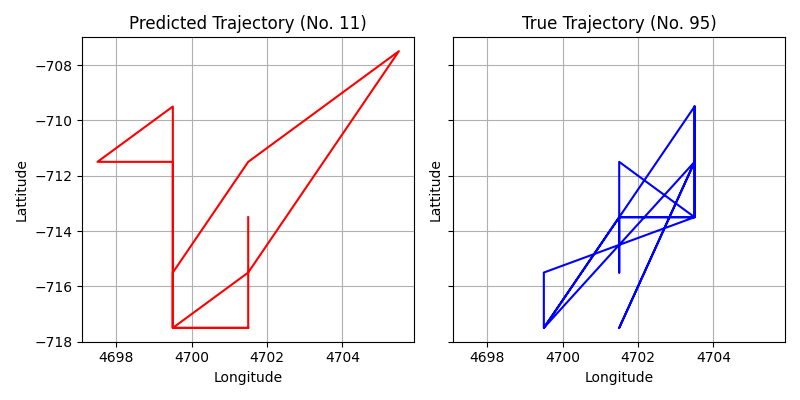 Predicted Trajectory (No. 11)
True Trajectory (No. 95)
−708
−710
−712
−714
−716
−718
Lattitude
Lattitude
4698 4700 4702 4704
4698 4700 4702 4704
Longitude
Longitude